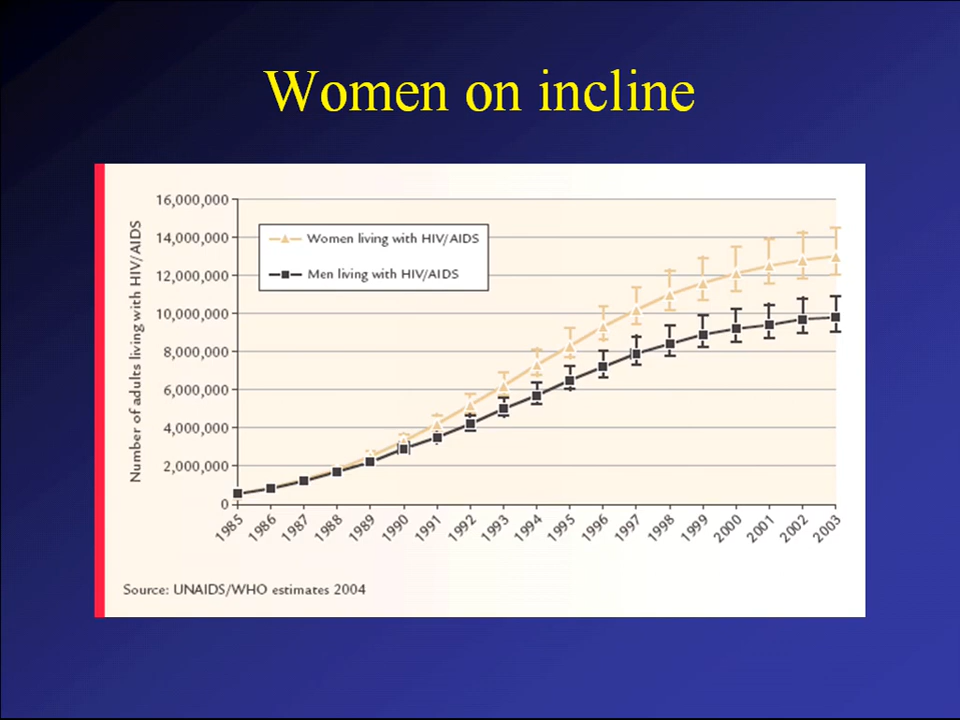 Women on incline
Number of adults living with HIV/AIDS
16,000,000
14,000,000
12,000,000
10,000,000
8,000,000
6,000,000
4,000,000
2,000,000
0
Women living with HIV/AIDS
Men living with HIV/AIDS
1985 1986 1987 1988 1989 1990 1991 1992 1993 1994 1995 1996 1997 1998 1999 2000 2001 2002 2003
Source: UNAIDS/WHO estimates 2004